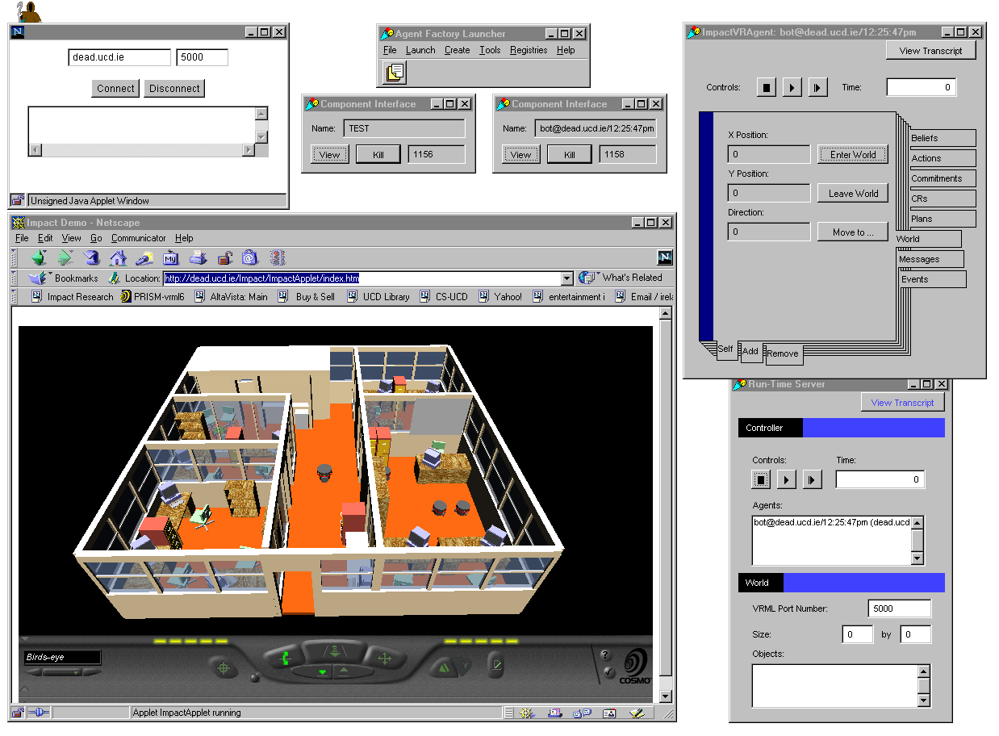 dead.ucd.ie 5000
Connect Disconnect
Unsigned Java Applet Window
Agent Factory Launcher
File Launch Create Tools Registries Help
Component Interface
Name: TEST
View Kill 1156
Component Interface
Name: bot@dead.ucd.ie/12:25:47pm
View Kill 1158
ImpactVRAgent: bot@dead.ucd.ie/12:25:47pm
View Transcript
Controls: Time: 0
X Position:
0 Enter World
Y Position:
0 Leave World
Direction:
0 Move to ...
Beliefs
Actions
Commitments
CRs
Plans
World
Messages
Events
Self Add Remove
Impact Demo - Netscape
File Edit View Go Communicator Help
My
Bookmarks Location: http://dead.ucd.ie/Impact/ImpactApplet/index.htm What's Related
Impact Research PRISM-vrml6 AltaVista: Main Buy & Sell UCD Library CS-UCD Yahoo! entertainment i Email / irela
Birds-eye
COSMO
Applet ImpactApplet running
Run-Time Server
View Transcript
Controller
Controls: Time:
0
Agents:
bot@dead.ucd.ie/12:25:47pm (dead.ucd
World
VRML Port Number: 5000
Size: 0 by 0
Objects: